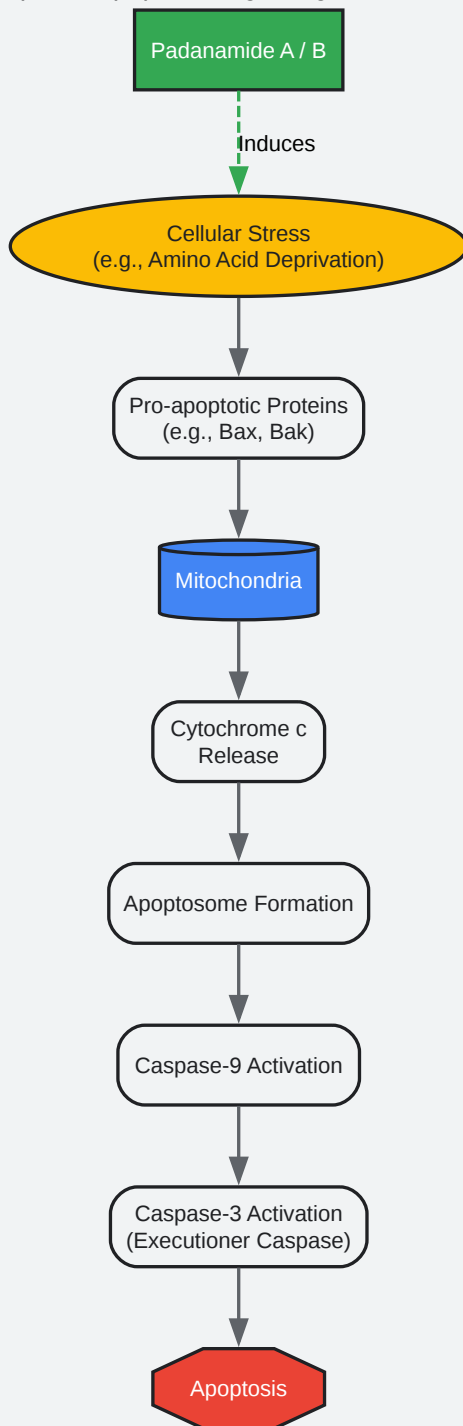 Padanamide A / B
Induces
Cellular Stress
(e.g., Amino Acid Deprivation)
Pro-apoptotic Proteins
(e.g., Bax, Bak)
Mitochondria
Cytochrome c
Release
Apoptosome Formation
Caspase-9 Activation
Caspase-3 Activation
(Executioner Caspase)
Apoptosis